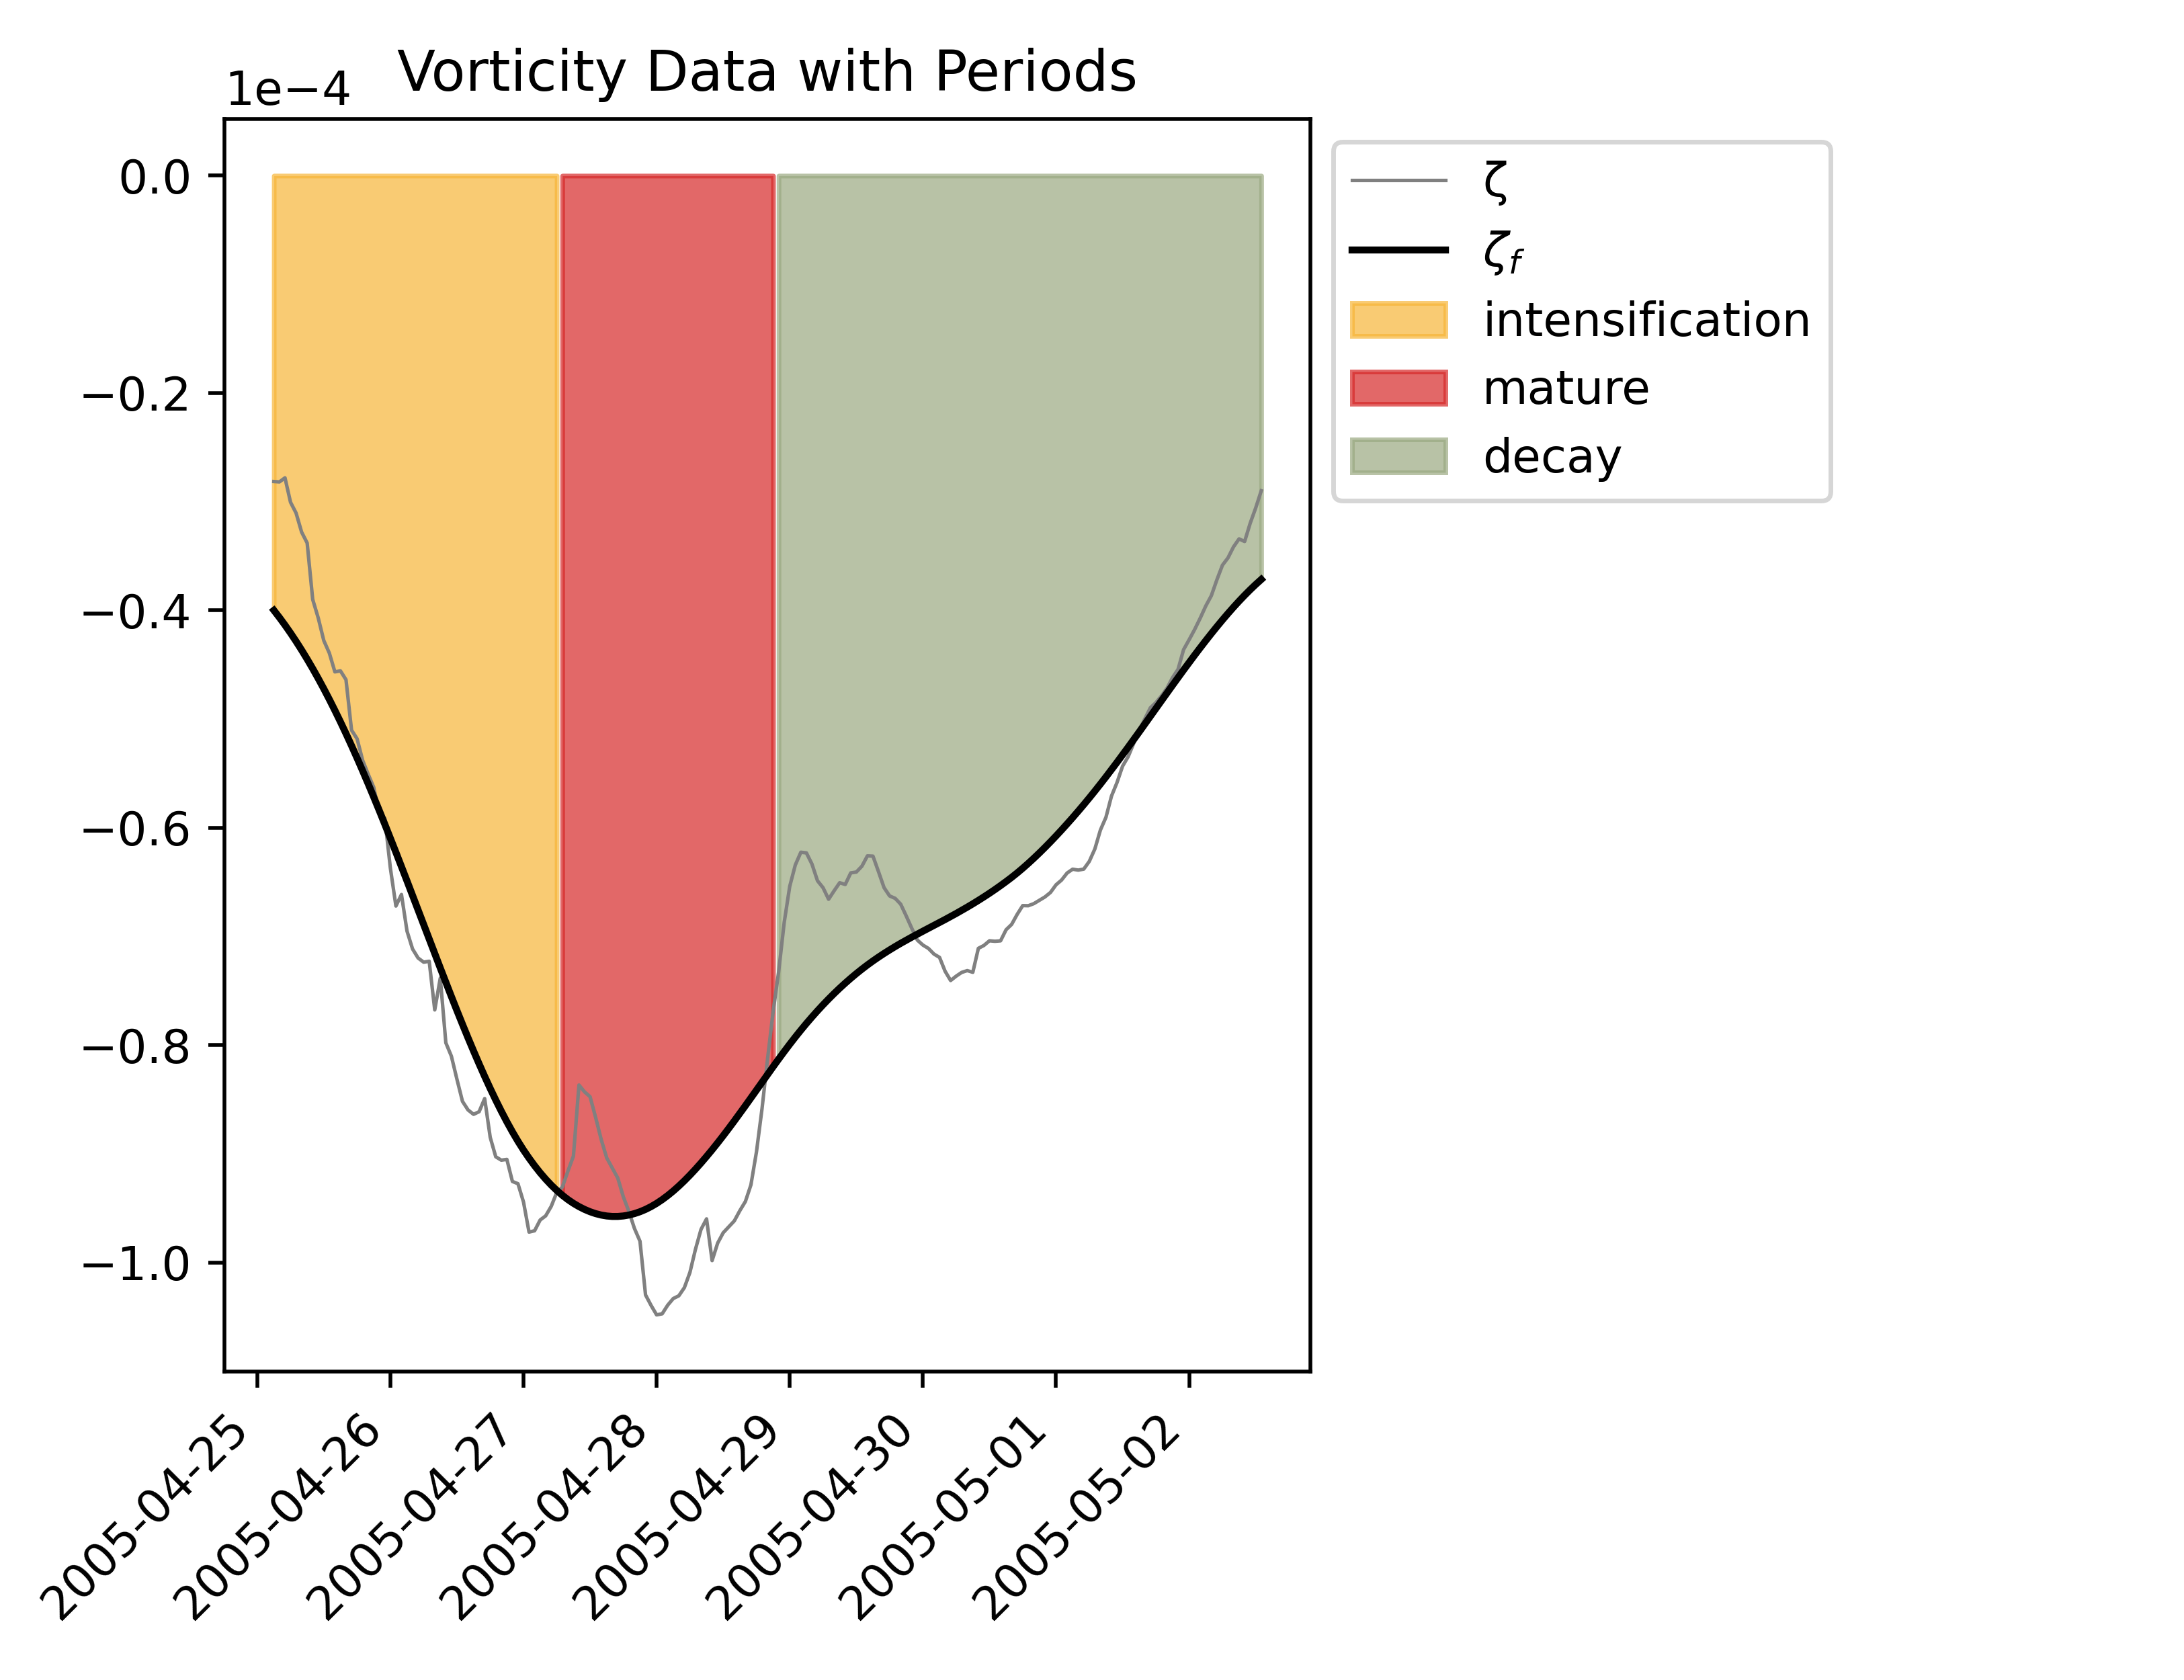 Vorticity Data with Periods
1e−4
0.0
−0.2
−0.4
−0.6
−0.8
−1.0
2005-04-25
2005-04-26
2005-04-27
2005-04-28
2005-04-29
2005-04-30
2005-05-01
2005-05-02
ζ
ζf
intensification
mature
decay